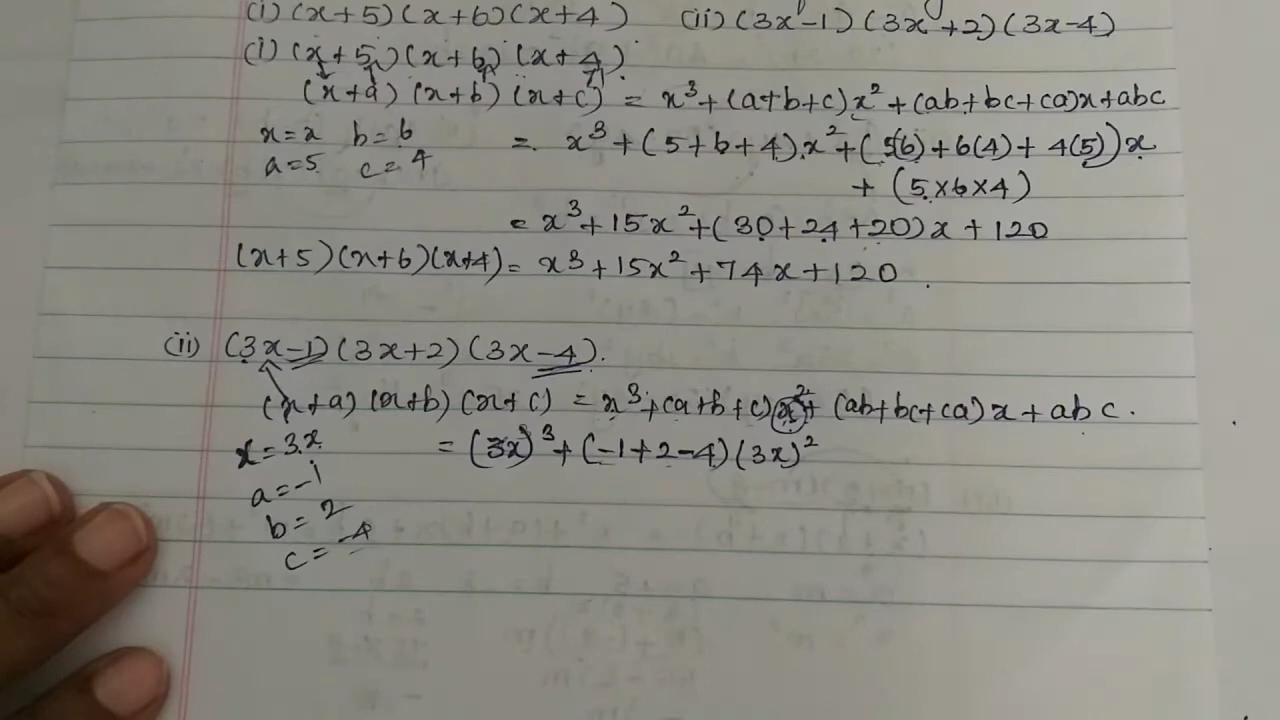 (i) (x+5) (x+6) (x+4) (ii) (3x-1) (3x+2) (3x-4)
(i) (x+5) (x+6) (x+4).
(x+a) (x+b) (x+c) = x³+(a+b+c)x²+(ab+bc+ca)x+abc
x=x b=6
a=5 c=4
= x³+(5+6+4)x²+(5(6)+6(4)+4(5))x
+ (5×6×4)
= x³+15x²+(30+24+20)x+120
(x+5)(x+6)(x+4)= x³+15x²+74x+120.
(ii) (3x-1)(3x+2)(3x-4).
(x+a) (x+b) (x+c) = x³+(a+b+c)x²+(ab+bc+ca)x+abc.
x=3x = (3x)³+(-1+2-4)(3x)²
a=-1
b=2
c=-4